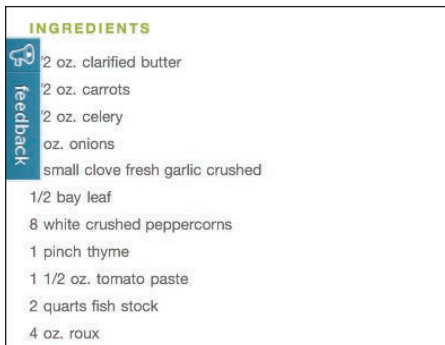 INGREDIENTS
2 oz. clarified butter
2 oz. carrots
2 oz. celery
oz. onions
small clove fresh garlic crushed
1/2 bay leaf
8 white crushed peppercorns
1 pinch thyme
1 1/2 oz. tomato paste
2 quarts fish stock
4 oz. roux
feedback